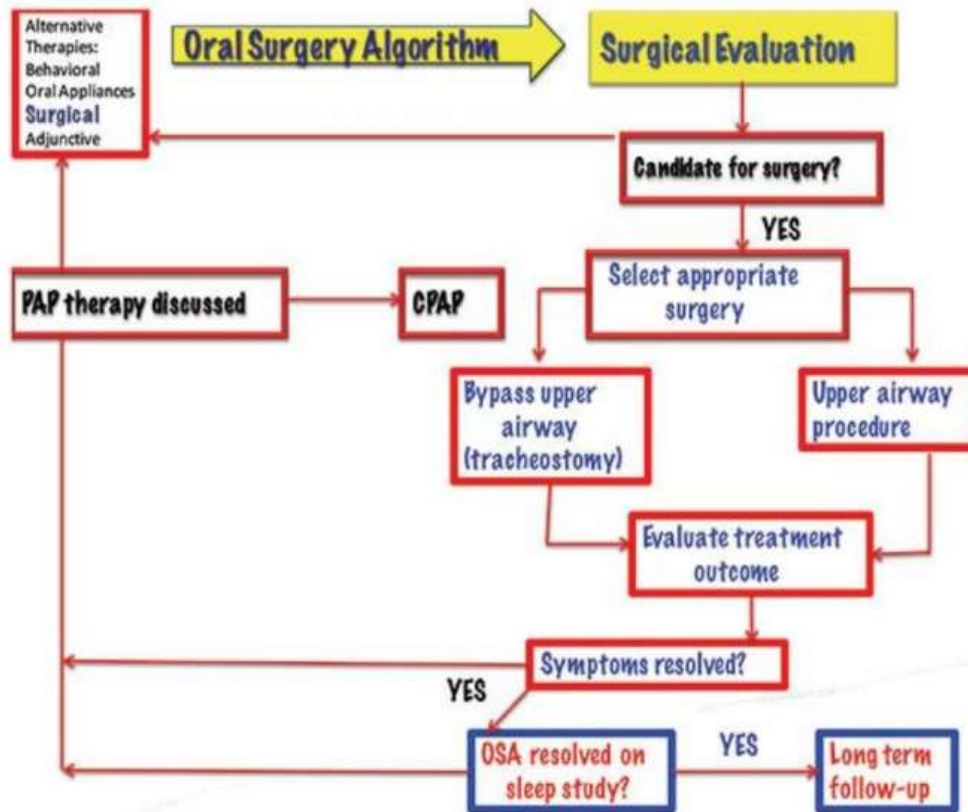 Alternative
Therapies:
Behavioral
Oral Appliances
Surgical
Adjunctive
Oral Surgery Algorithm
Surgical Evaluation
Candidate for surgery?
YES
Select appropriate
surgery
PAP therapy discussed
CPAP
Bypass upper
airway
(tracheostomy)
Upper airway
procedure
Evaluate treatment
outcome
Symptoms resolved?
YES
OSA resolved on
sleep study?
YES
Long term
follow-up